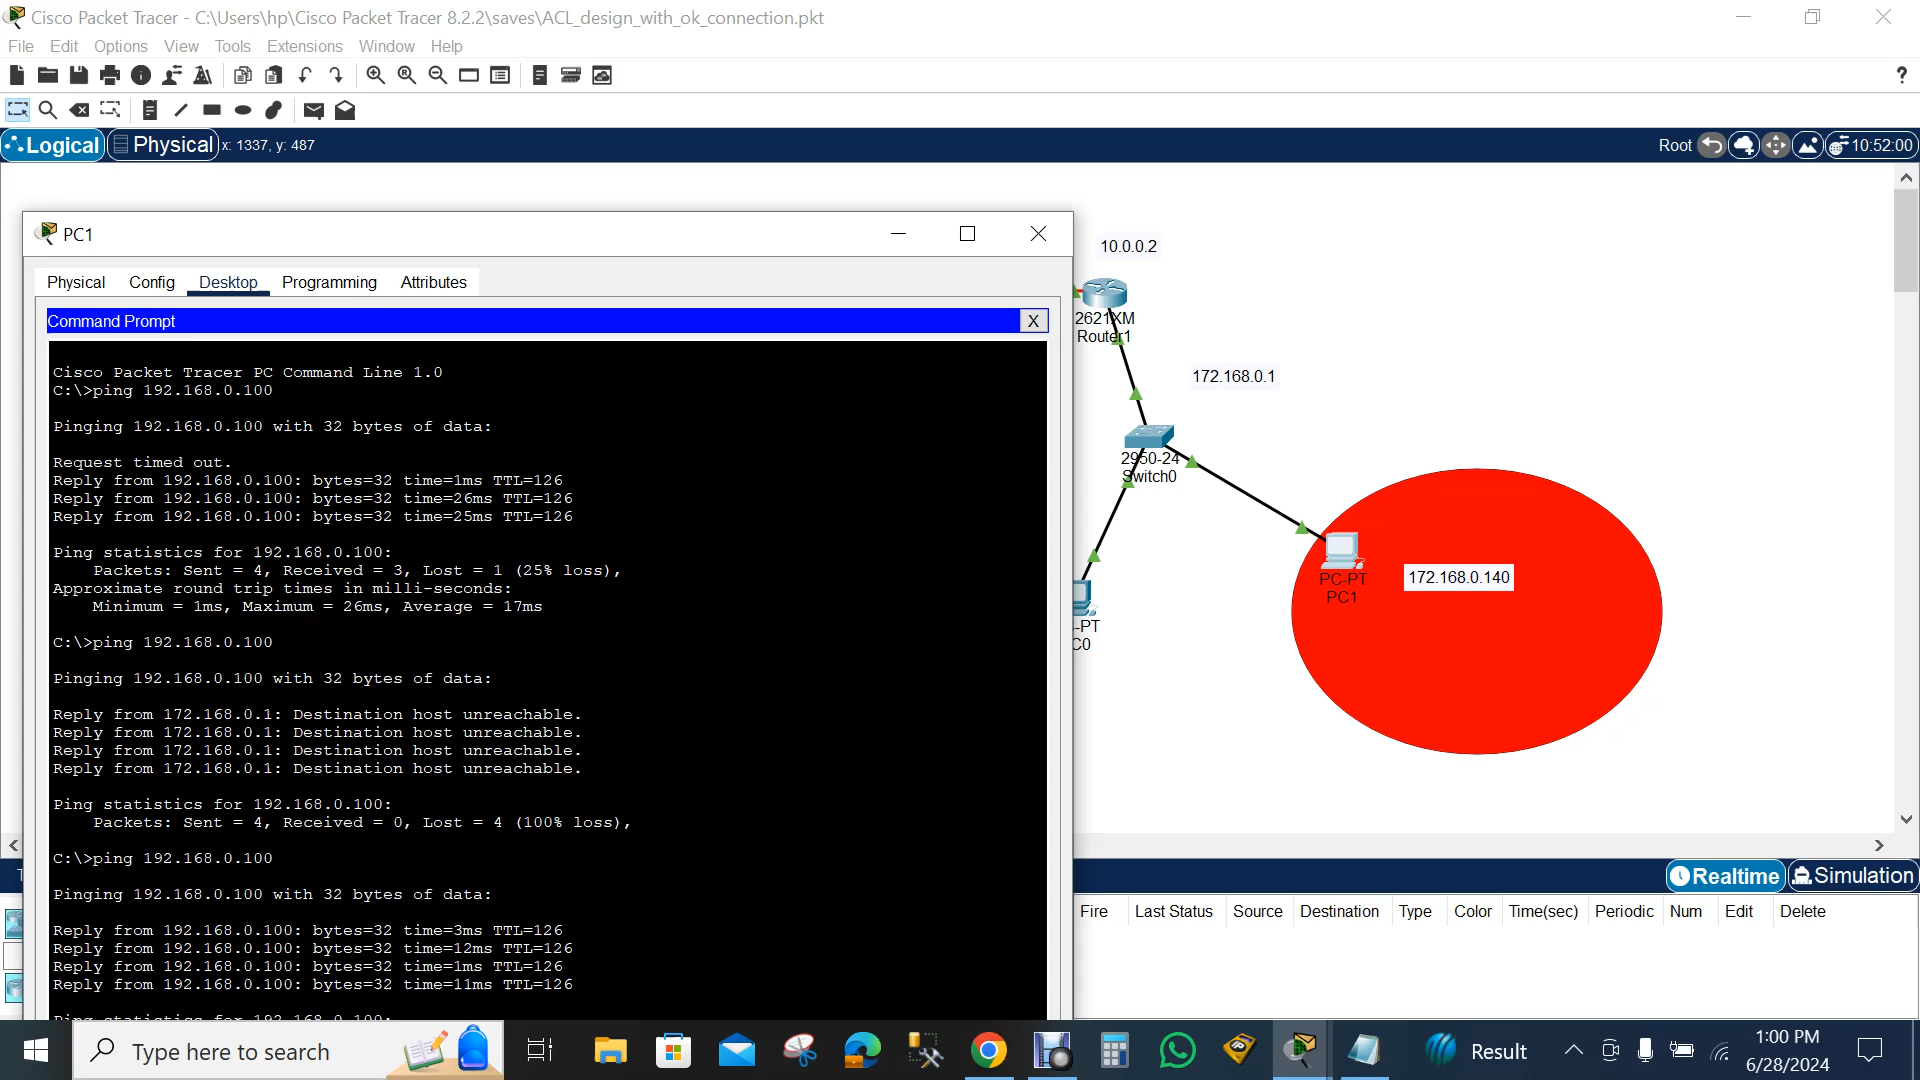 Cisco Packet Tracer - C:\Users\hp\Cisco Packet Tracer 8.2.2\saves\ACL_design_with_ok_connection.pkt
File Edit Options View Tools Extensions Window Help
?
Logical Physical x: 1337, y: 487 Root 10:52:00
PC1
Physical Config Desktop Programming Attributes
Command Prompt X
Cisco Packet Tracer PC Command Line 1.0
C:\>ping 192.168.0.100
Pinging 192.168.0.100 with 32 bytes of data:
Request timed out.
Reply from 192.168.0.100: bytes=32 time=1ms TTL=126
Reply from 192.168.0.100: bytes=32 time=26ms TTL=126
Reply from 192.168.0.100: bytes=32 time=25ms TTL=126
Ping statistics for 192.168.0.100:
Packets: Sent = 4, Received = 3, Lost = 1 (25% loss),
Approximate round trip times in milli-seconds:
Minimum = 1ms, Maximum = 26ms, Average = 17ms
C:\>ping 192.168.0.100
Pinging 192.168.0.100 with 32 bytes of data:
Reply from 172.168.0.1: Destination host unreachable.
Reply from 172.168.0.1: Destination host unreachable.
Reply from 172.168.0.1: Destination host unreachable.
Reply from 172.168.0.1: Destination host unreachable.
Ping statistics for 192.168.0.100:
Packets: Sent = 4, Received = 0, Lost = 4 (100% loss),
C:\>ping 192.168.0.100
Pinging 192.168.0.100 with 32 bytes of data:
Reply from 192.168.0.100: bytes=32 time=3ms TTL=126
Reply from 192.168.0.100: bytes=32 time=12ms TTL=126
Reply from 192.168.0.100: bytes=32 time=1ms TTL=126
Reply from 192.168.0.100: bytes=32 time=11ms TTL=126
Ping statistics for 192.168.0.100:
10.0.0.2
2621XM
Router1
172.168.0.1
2950-24
Switch0
PC-PT
PC1
172.168.0.140
-PT
C0
Realtime Simulation
Fire Last Status Source Destination Type Color Time(sec) Periodic Num Edit Delete
Type here to search
Result
1:00 PM
6/28/2024